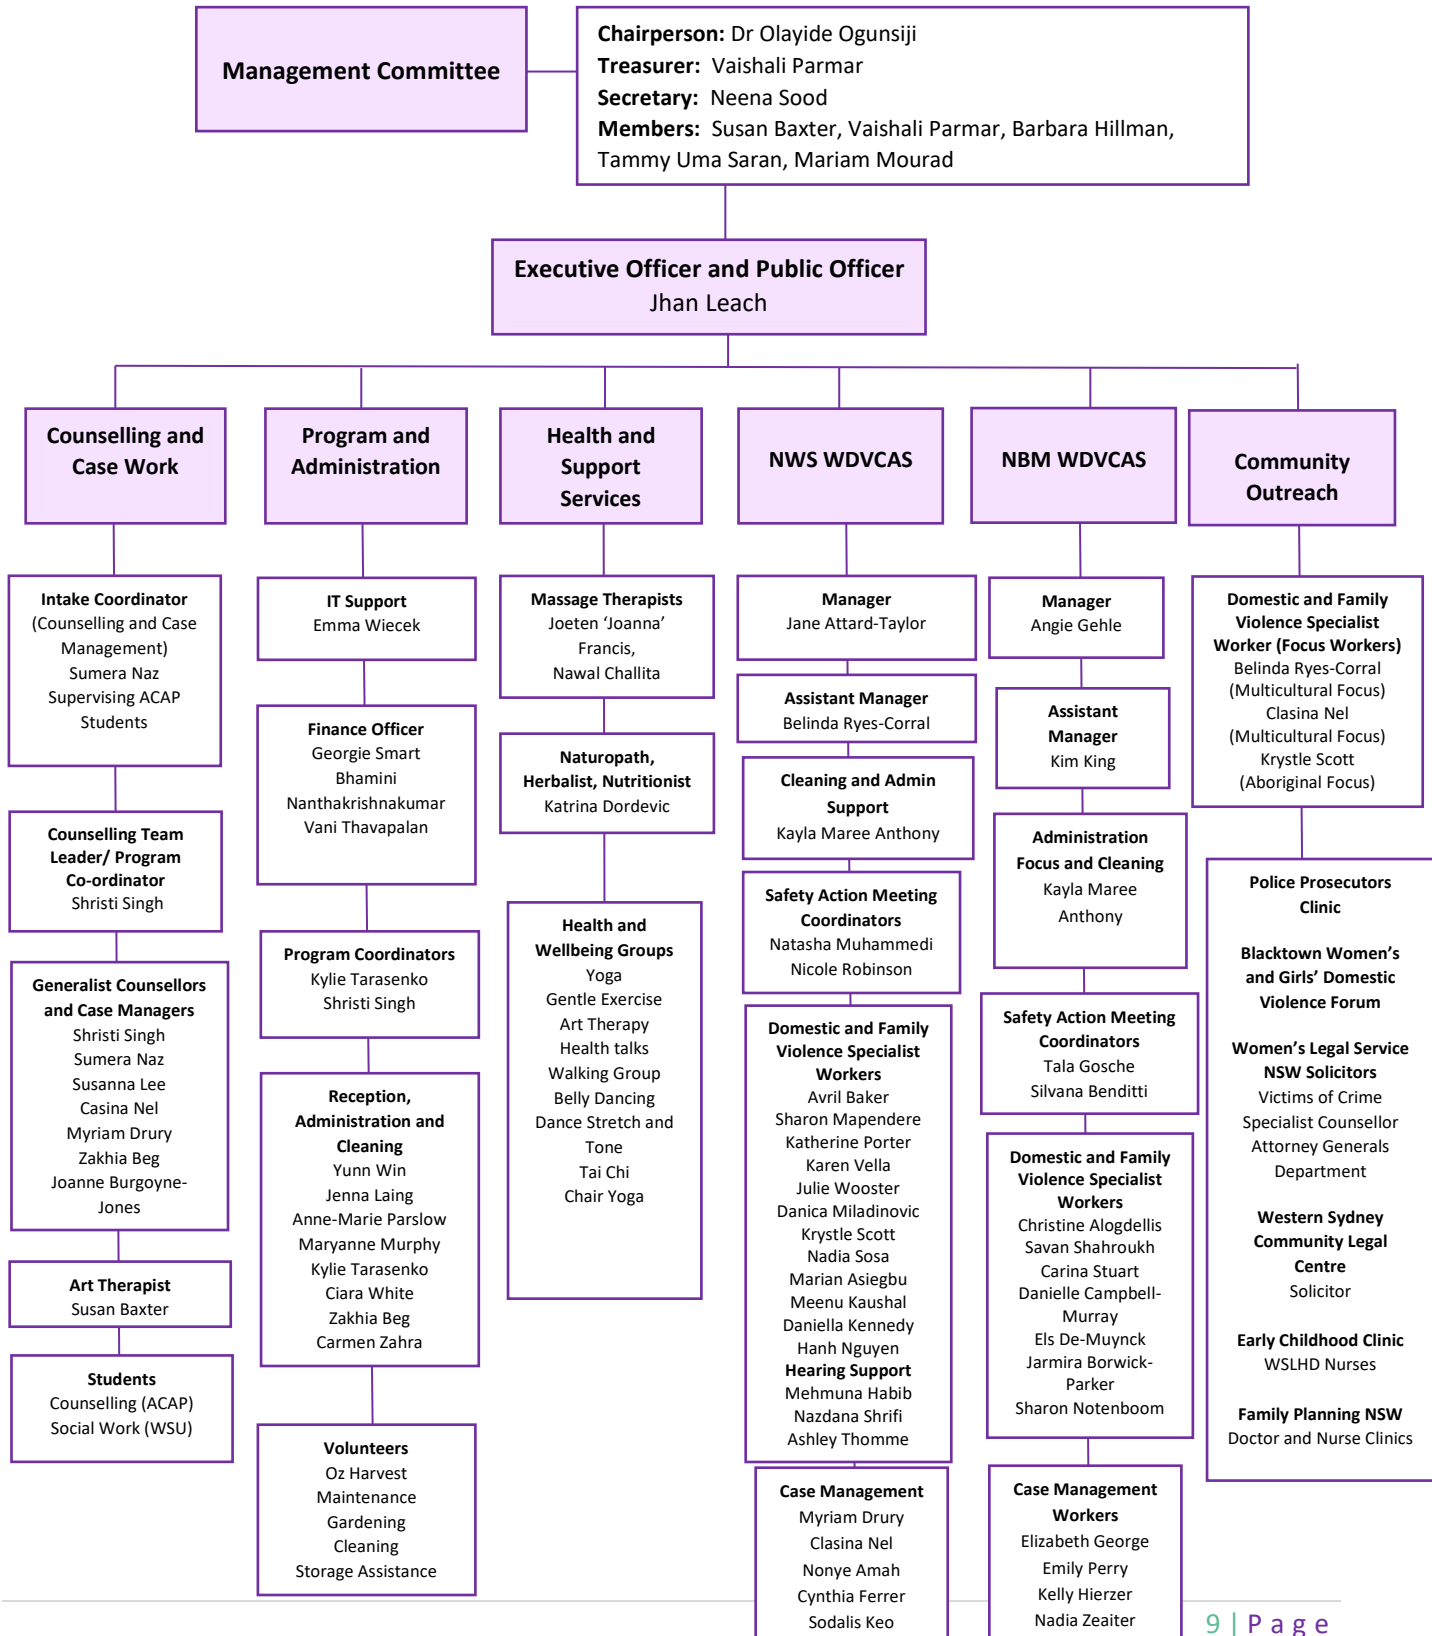 Management Committee
Chairperson: Dr Olayide Ogunsiji
Treasurer: Vaishali Parmar
Secretary: Neena Sood
Members: Susan Baxter, Vaishali Parmar, Barbara Hillman,
Tammy Uma Saran, Mariam Mourad
Executive Officer and Public Officer
Jhan Leach
Counselling and
Case Work
Intake Coordinator
(Counselling and Case
Management)
Sumera Naz
Supervising ACAP
Students
Counselling Team
Leader/ Program
Co-ordinator
Shristi Singh
Generalist Counsellors
and Case Managers
Shristi Singh
Sumera Naz
Susanna Lee
Casina Nel
Myriam Drury
Zakhia Beg
Joanne Burgoyne-
Jones
Art Therapist
Susan Baxter
Students
Counselling (ACAP)
Social Work (WSU)
Program and
Administration
IT Support
Emma Wiecek
Finance Officer
Georgie Smart
Bhamini
Nanthakrishnakumar
Vani Thavapalan
Program Coordinators
Kylie Tarasenko
Shristi Singh
Reception,
Administration and
Cleaning
Yunn Win
Jenna Laing
Anne-Marie Parslow
Maryanne Murphy
Kylie Tarasenko
Ciara White
Zakhia Beg
Carmen Zahra
Volunteers
Oz Harvest
Maintenance
Gardening
Cleaning
Storage Assistance
Health and
Support
Services
Massage Therapists
Joeten ‘Joanna’
Francis,
Nawal Challita
Naturopath,
Herbalist, Nutritionist
Katrina Dordevic
Health and
Wellbeing Groups
Yoga
Gentle Exercise
Art Therapy
Health talks
Walking Group
Belly Dancing
Dance Stretch and
Tone
Tai Chi
Chair Yoga
NWS WDVCAS
Manager
Jane Attard-Taylor
Assistant Manager
Belinda Ryes-Corral
Cleaning and Admin
Support
Kayla Maree Anthony
Safety Action Meeting
Coordinators
Natasha Muhammedi
Nicole Robinson
Domestic and Family
Violence Specialist
Workers
Avril Baker
Sharon Mapendere
Katherine Porter
Karen Vella
Julie Wooster
Danica Miladinovic
Krystle Scott
Nadia Sosa
Marian Asiegbu
Meenu Kaushal
Daniella Kennedy
Hanh Nguyen
Hearing Support
Mehmuna Habib
Nazdana Shrifi
Ashley Thomme
Case Management
Myriam Drury
Clasina Nel
Nonye Amah
Cynthia Ferrer
Sodalis Keo
NBM WDVCAS
Manager
Angie Gehle
Assistant
Manager
Kim King
Administration
Focus and Cleaning
Kayla Maree
Anthony
Safety Action Meeting
Coordinators
Tala Gosche
Silvana Benditti
Domestic and Family
Violence Specialist
Workers
Christine Alogdellis
Savan Shahroukh
Carina Stuart
Danielle Campbell-
Murray
Els De-Muynck
Jarmira Borwick-
Parker
Sharon Notenboom
Case Management
Workers
Elizabeth George
Emily Perry
Kelly Hierzer
Nadia Zeaiter
Community
Outreach
Domestic and Family
Violence Specialist
Worker (Focus Workers)
Belinda Ryes-Corral
(Multicultural Focus)
Clasina Nel
(Multicultural Focus)
Krystle Scott
(Aboriginal Focus)
Police Prosecutors
Clinic
Blacktown Women’s
and Girls’ Domestic
Violence Forum
Women’s Legal Service
NSW Solicitors
Victims of Crime
Specialist Counsellor
Attorney Generals
Department
Western Sydney
Community Legal
Centre
Solicitor
Early Childhood Clinic
WSLHD Nurses
Family Planning NSW
Doctor and Nurse Clinics
9 | Page